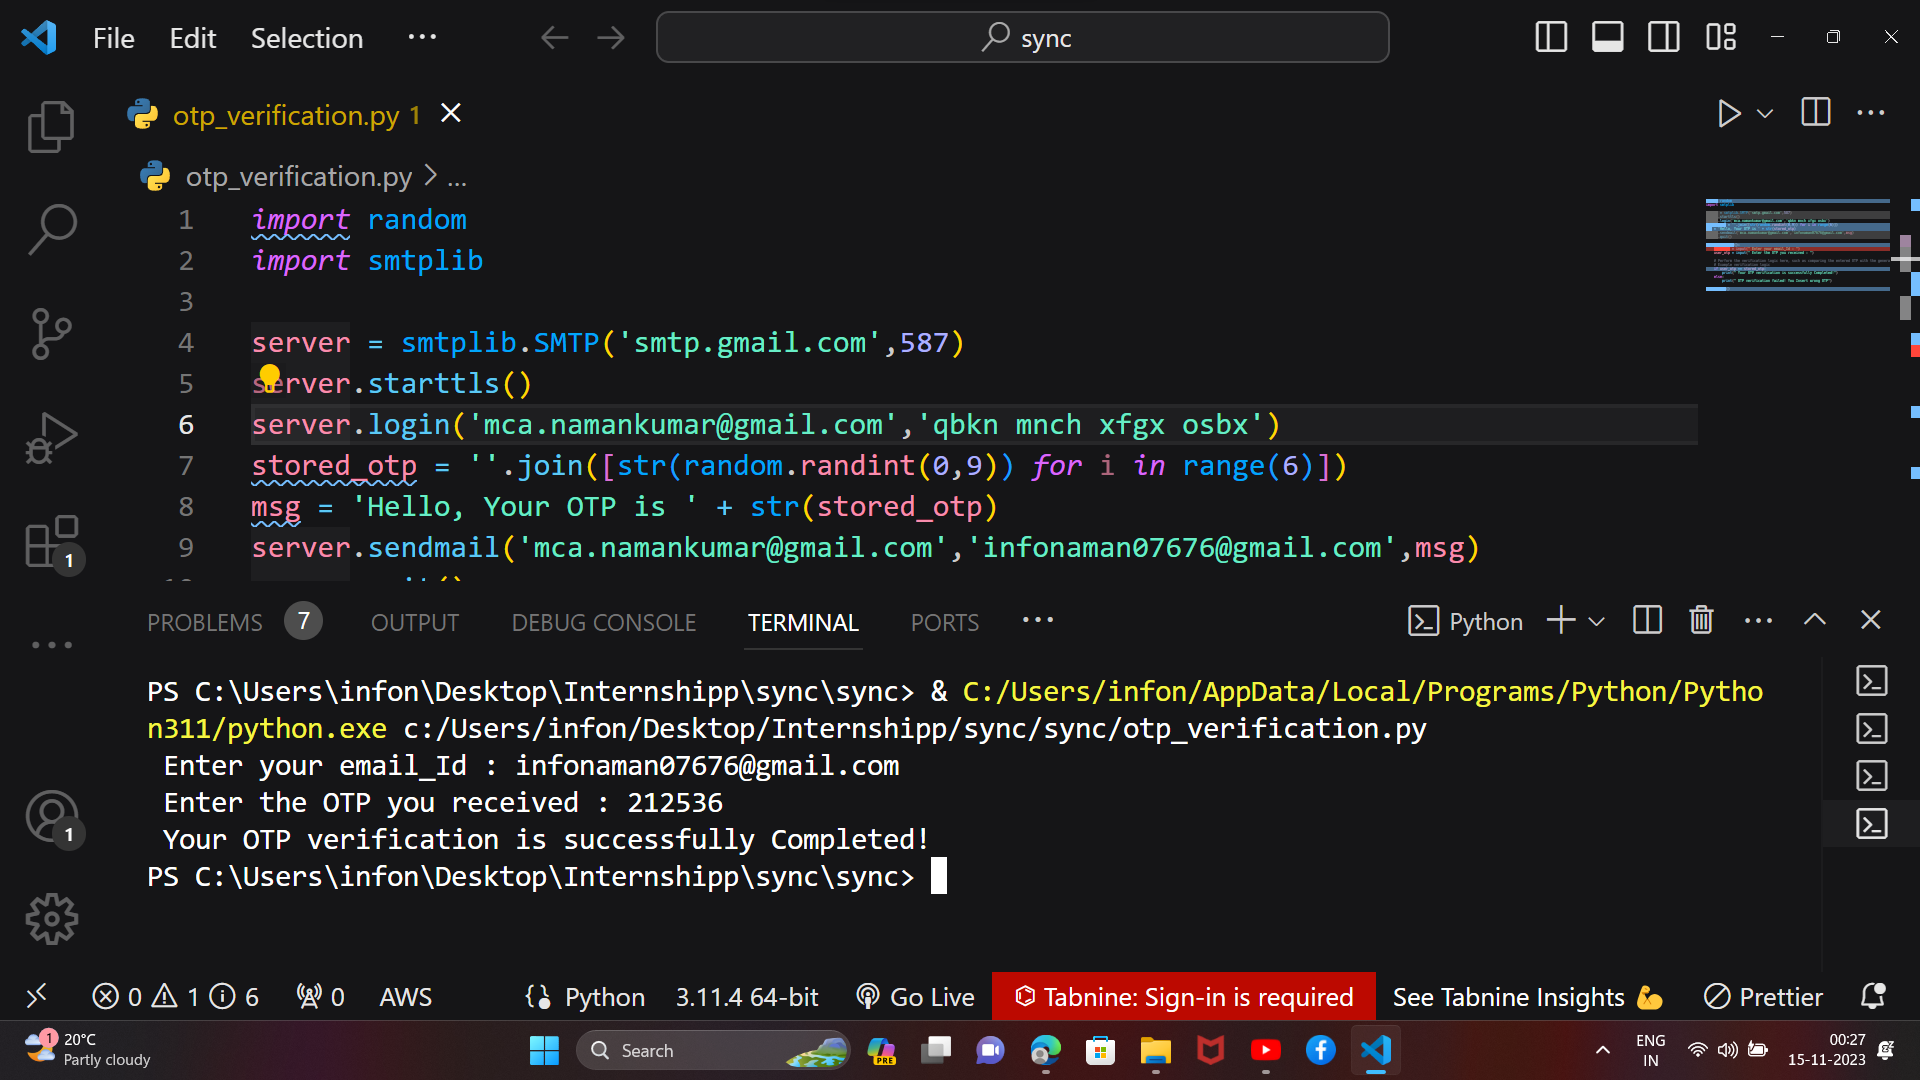 File Edit Selection ··· sync
otp_verification.py 1
otp_verification.py > ...
1 import random
2 import smtplib
3
4 server = smtplib.SMTP('smtp.gmail.com',587)
5 server.starttls()
6 server.login('mca.namankumar@gmail.com','qbkn mnch xfgx osbx')
7 stored_otp = ''.join([str(random.randint(0,9)) for i in range(6)])
8 msg = 'Hello, Your OTP is ' + str(stored_otp)
9 server.sendmail('mca.namankumar@gmail.com','infonaman07676@gmail.com',msg)
PROBLEMS 7 OUTPUT DEBUG CONSOLE TERMINAL PORTS ··· Python
PS C:\Users\infon\Desktop\Internshipp\sync\sync> & C:/Users/infon/AppData/Local/Programs/Python/Pytho
n311/python.exe c:/Users/infon/Desktop/Internshipp/sync/sync/otp_verification.py
Enter your email_Id : infonaman07676@gmail.com
Enter the OTP you received : 212536
Your OTP verification is successfully Completed!
PS C:\Users\infon\Desktop\Internshipp\sync\sync>
1
1
0 1 6 0 AWS Python 3.11.4 64-bit Go Live Tabnine: Sign-in is required See Tabnine Insights 💪 Prettier
1 20°C
Partly cloudy
Search
PRE
ENG
IN
00:27
15-11-2023